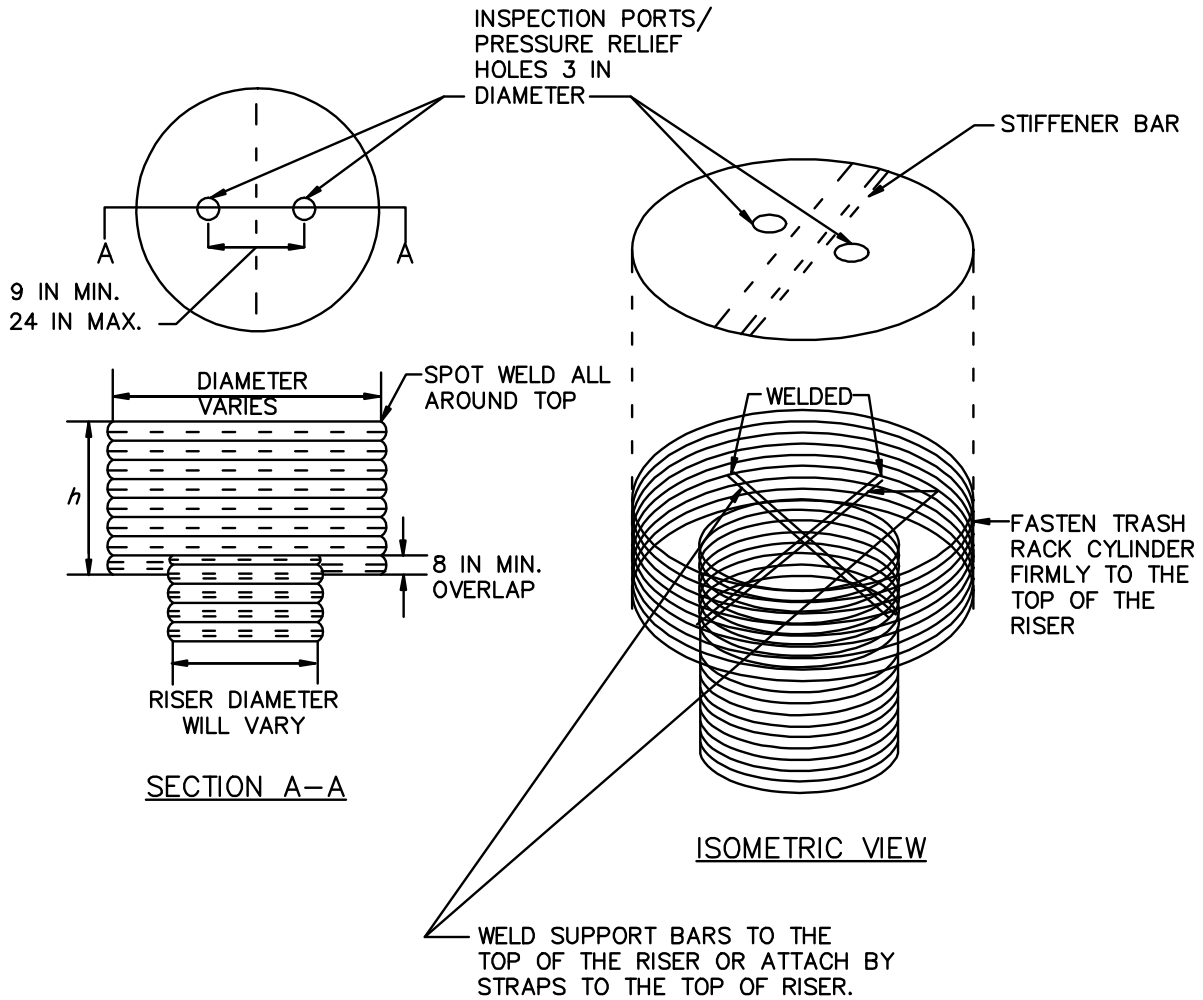 INSPECTION PORTS/
PRESSURE RELIEF
HOLES 3 IN
DIAMETER
STIFFENER BAR
A
A
9 IN MIN.
24 IN MAX.
DIAMETER
VARIES
SPOT WELD ALL
AROUND TOP
WELDED
h
8 IN MIN.
OVERLAP
FASTEN TRASH
RACK CYLINDER
FIRMLY TO THE
TOP OF THE
RISER
RISER DIAMETER
WILL VARY
SECTION A-A
ISOMETRIC VIEW
WELD SUPPORT BARS TO THE
TOP OF THE RISER OR ATTACH BY
STRAPS TO THE TOP OF RISER.